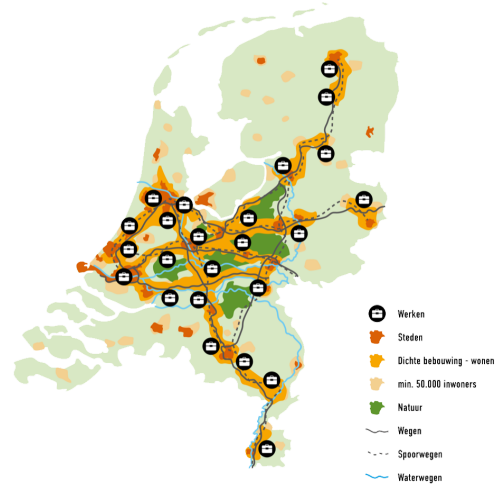 Werken
Steden
Dichte bebouwing - wonen
min. 50.000 inwoners
Natuur
Wegen
Spoorwegen
Waterwegen